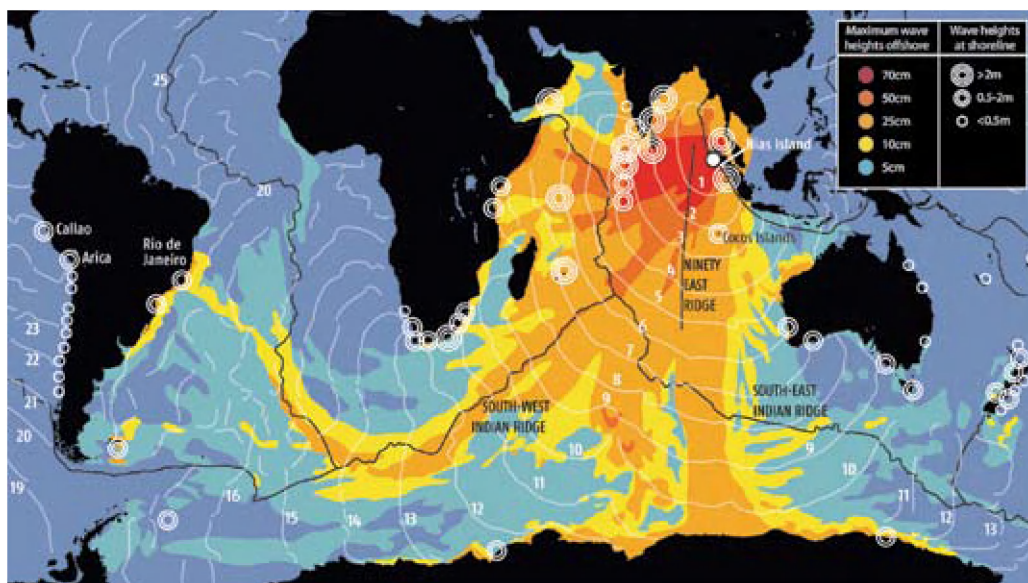 Maximum wave
heights offshore
70cm
50cm
25cm
10cm
5cm
Wave heights
at shoreline
>2m
0.5-2m
<0.5m
25
20
Callao
Arica
Rio de
Janeiro
23
22
21
20
19
16
15
14
13
12
11
10
9
8
7
6
5
4
3
2
1
Nias Island
Cocos Islands
NINETY
EAST
RIDGE
SOUTH-WEST
INDIAN RIDGE
SOUTH-EAST
INDIAN RIDGE
9
10
11
12
13